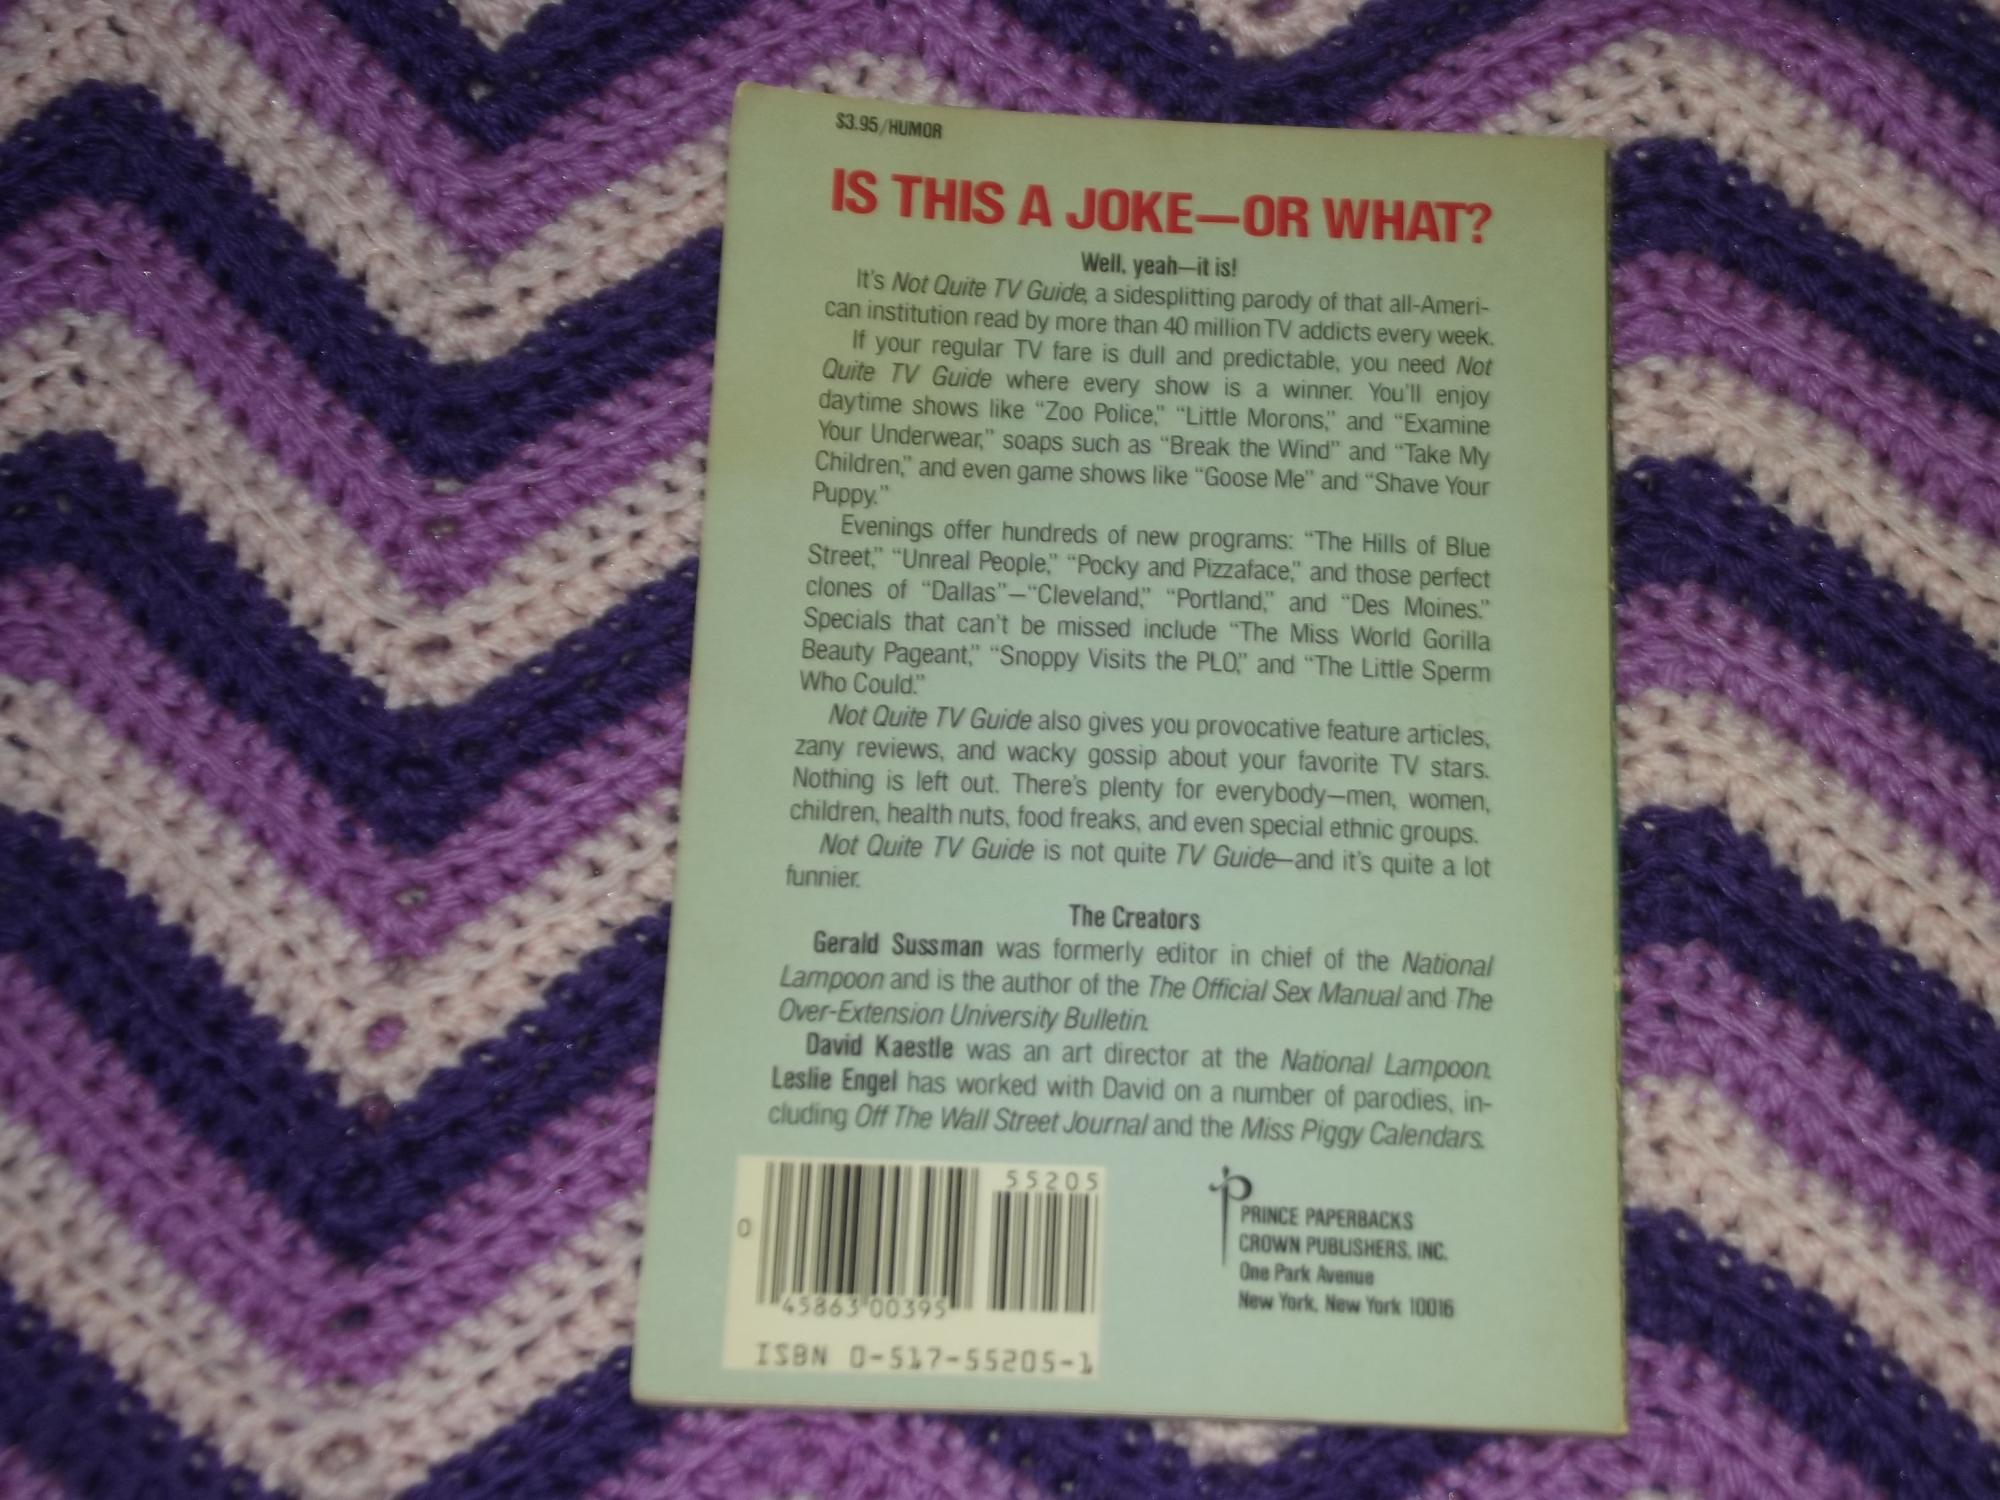 $3.95/HUMOR
IS THIS A JOKE—OR WHAT?
Well, yeah—it is!
It's Not Quite TV Guide, a sidesplitting parody of that all-Ameri-
can institution read by more than 40 million TV addicts every week.
If your regular TV fare is dull and predictable, you need Not
Quite TV Guide where every show is a winner. You'll enjoy
daytime shows like “Zoo Police,” “Little Morons,” and “Examine
Your Underwear,” soaps such as “Break the Wind” and “Take My
Children,” and even game shows like “Goose Me” and “Shave Your
Puppy.”
Evenings offer hundreds of new programs: “The Hills of Blue
Street,” “Unreal People,” “Pocky and Pizzaface,” and those perfect
clones of “Dallas”—“Cleveland,” “Portland,” and “Des Moines.”
Specials that can't be missed include “The Miss World Gorilla
Beauty Pageant,” “Snoppy Visits the PLO,” and “The Little Sperm
Who Could.”
Not Quite TV Guide also gives you provocative feature articles,
zany reviews, and wacky gossip about your favorite TV stars.
Nothing is left out. There's plenty for everybody—men, women,
children, health nuts, food freaks, and even special ethnic groups.
Not Quite TV Guide is not quite TV Guide—and it's quite a lot
funnier.
The Creators
Gerald Sussman was formerly editor in chief of the National
Lampoon and is the author of the The Official Sex Manual and The
Over-Extension University Bulletin.
David Kaestle was an art director at the National Lampoon.
Leslie Engel has worked with David on a number of parodies, in-
cluding Off The Wall Street Journal and the Miss Piggy Calendars.
55205
0
45863 00395
ISBN 0-517-55205-1
PRINCE PAPERBACKS
CROWN PUBLISHERS, INC.
One Park Avenue
New York, New York 10016